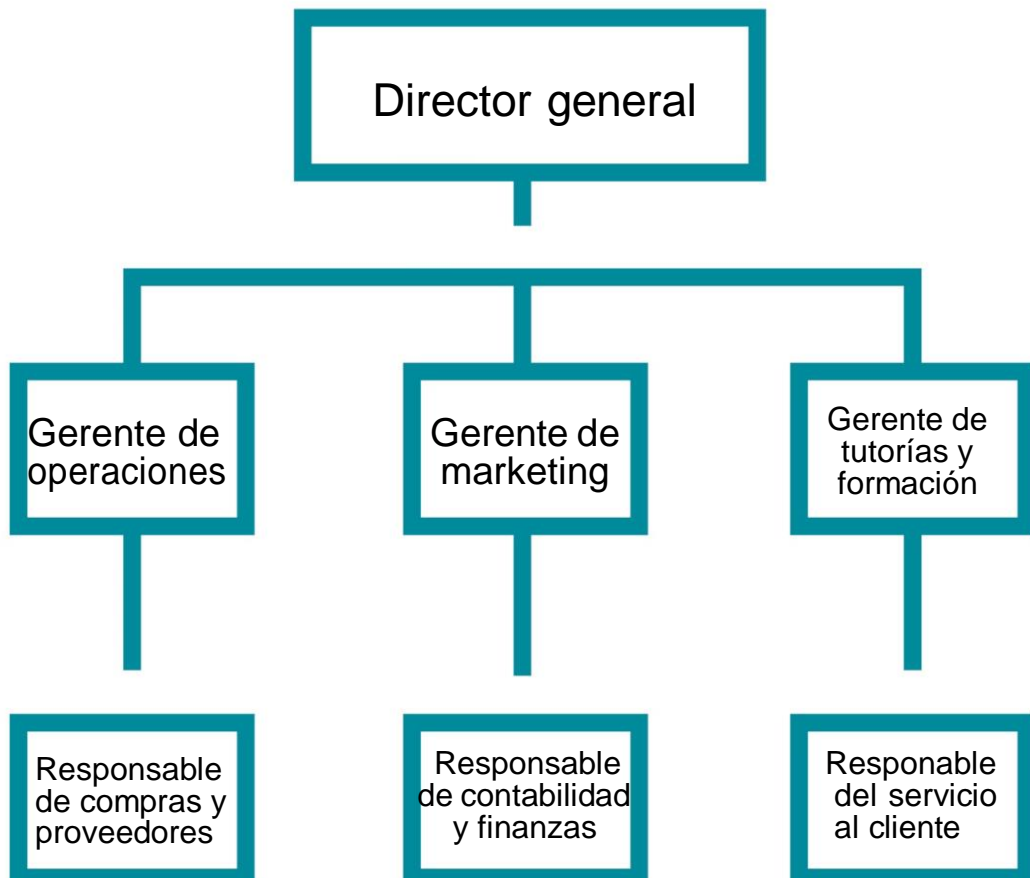 Director general
Gerente de
operaciones
Gerente de
marketing
Gerente de
tutorías y
formación
Responsable
de compras y
proveedores
Responsable
de contabilidad
y finanzas
Responable
del servicio
al cliente